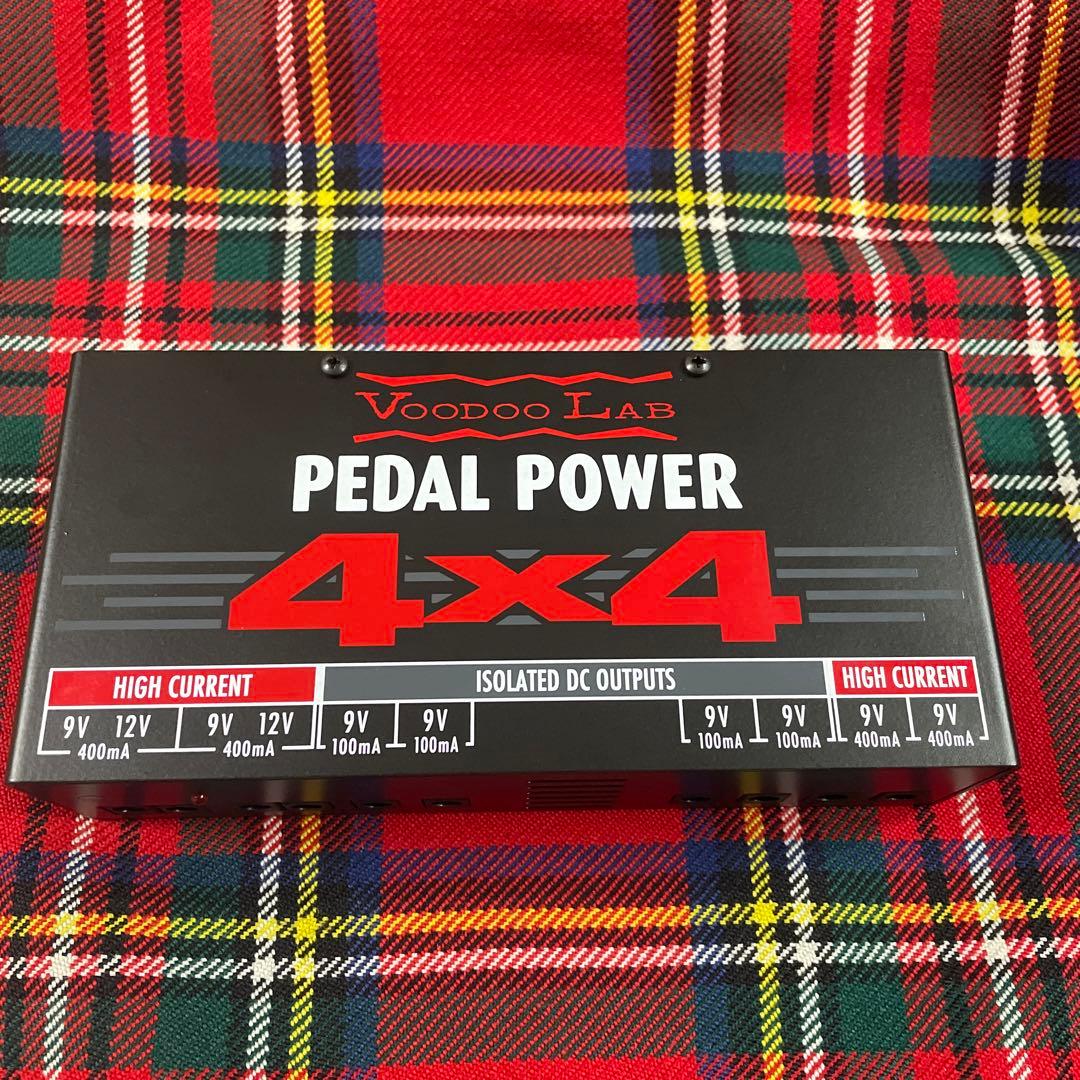 VOODOO LAB
PEDAL POWER
4x4
HIGH CURRENT ISOLATED DC OUTPUTS HIGH CURRENT
9V 12V 9V 12V 9V 9V 9V 9V 9V 9V
400mA 400mA 100mA 100mA 100mA 100mA 400mA 400mA